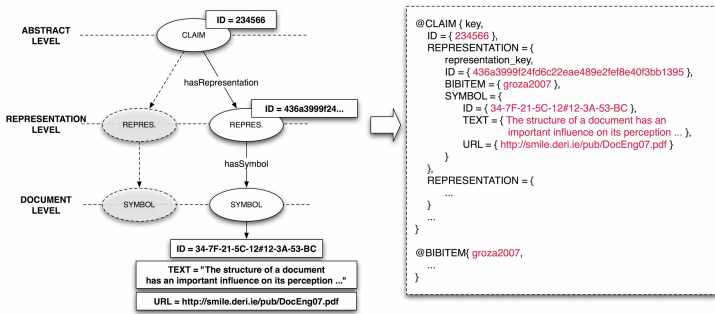 ID = 234566
ABSTRACT
LEVEL
CLAIM
hasRepresentation
ID = 436a3999f24...
REPRESENTATION
LEVEL
REPRES.
REPRES.
hasSymbol
DOCUMENT
LEVEL
SYMBOL
SYMBOL
ID = 34-7F-21-5C-12#12-3A-53-BC
TEXT = "The structure of a document
has an important influence on its perception ..."
URL = http://smile.deri.ie/pub/DocEng07.pdf
@CLAIM { key,
ID = { 234566 },
REPRESENTATION = {
representation_key,
ID = { 436a3999f24fd6c22eae489e2fef8e40f3bb1395 },
BIBITEM = { groza2007 },
SYMBOL = {
ID = { 34-7F-21-5C-12#12-3A-53-BC },
TEXT = { The structure of a document has an
important influence on its perception ... },
URL = { http://smile.deri.ie/pub/DocEng07.pdf }
}
},
REPRESENTATION = {
...
}
...
}
@BIBITEM{ groza2007,
...
}